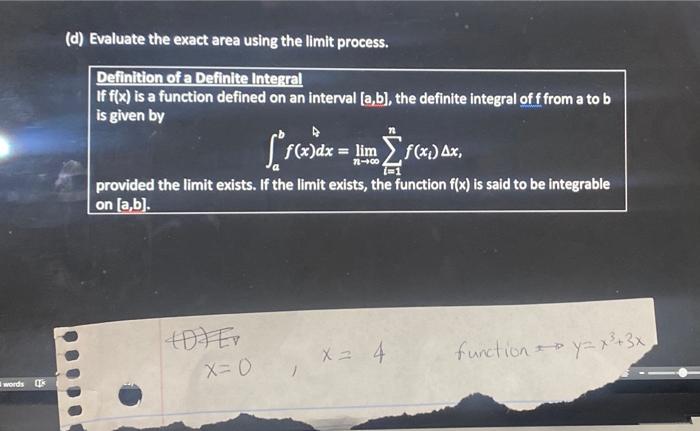 (d) Evaluate the exact area using the limit process.
Definition of a Definite Integral
If f(x) is a function defined on an interval [a,b], the definite integral of f from a to b
is given by
∫_a^b f(x)dx = lim_{n→∞} ∑_{i=1}^n f(x_i) Δx,
provided the limit exists. If the limit exists, the function f(x) is said to be integrable
on [a,b].
x=0 , x=4 function → y=x³+3x
words